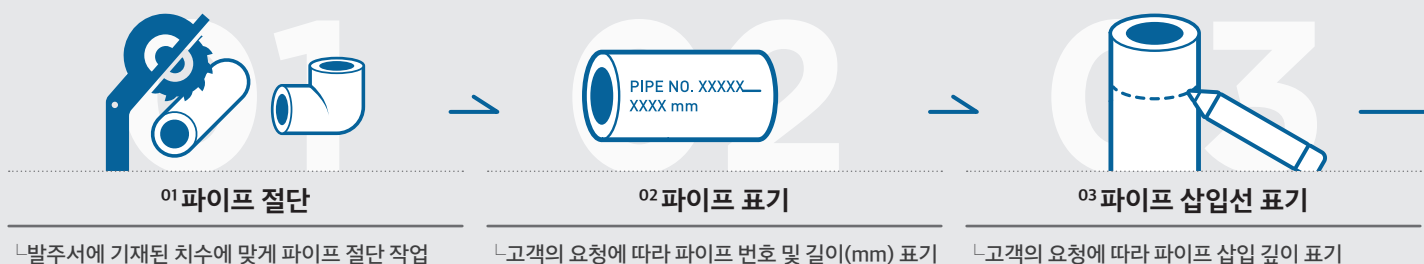 01
02
03
PIPE NO. XXXXX
XXXX mm
01 파이프 절단
02 파이프 표기
03 파이프 삽입선 표기
└발주서에 기재된 치수에 맞게 파이프 절단 작업
└고객의 요청에 따라 파이프 번호 및 길이(mm) 표기
└고객의 요청에 따라 파이프 삽입 깊이 표기